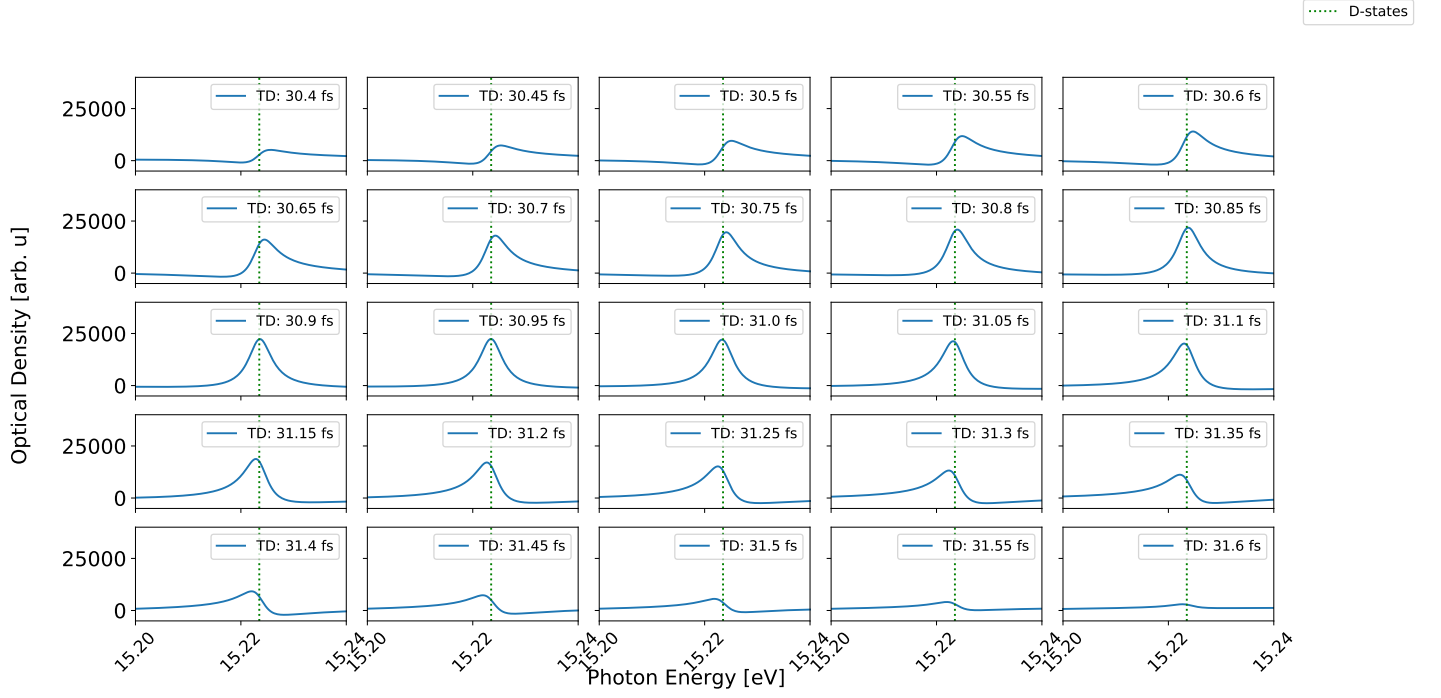 D-states
TD: 30.4 fs
TD: 30.45 fs
TD: 30.5 fs
TD: 30.55 fs
TD: 30.6 fs
25000
0
TD: 30.65 fs
TD: 30.7 fs
TD: 30.75 fs
TD: 30.8 fs
TD: 30.85 fs
25000
0
TD: 30.9 fs
TD: 30.95 fs
TD: 31.0 fs
TD: 31.05 fs
TD: 31.1 fs
25000
0
TD: 31.15 fs
TD: 31.2 fs
TD: 31.25 fs
TD: 31.3 fs
TD: 31.35 fs
25000
0
TD: 31.4 fs
TD: 31.45 fs
TD: 31.5 fs
TD: 31.55 fs
TD: 31.6 fs
25000
0
15.20
15.22
15.24
15.20
15.22
15.24
15.20
15.22
15.24
15.20
15.22
15.24
15.20
15.22
15.24
Photon Energy [eV]
Optical Density [arb. u]